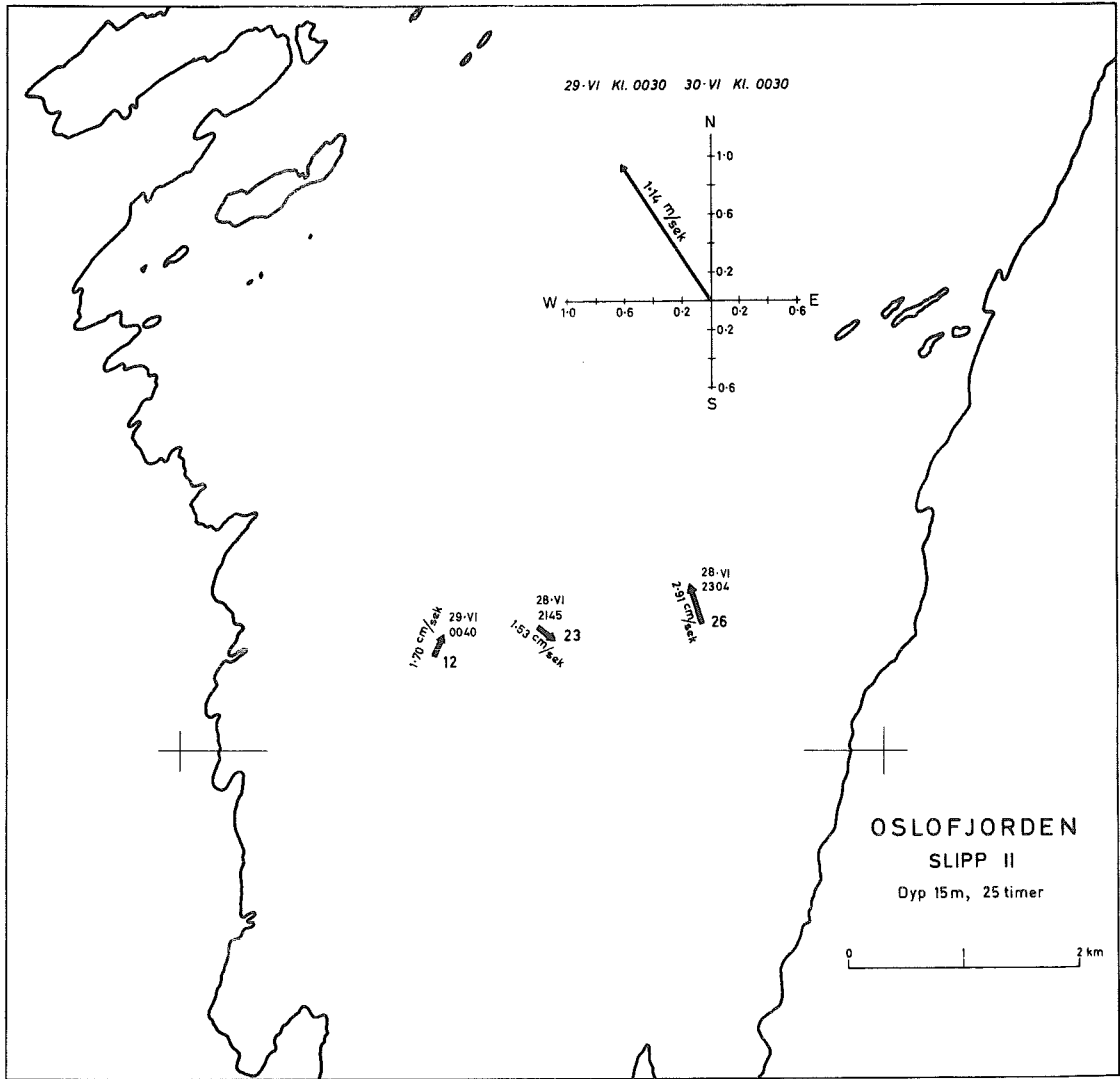 29·VI Kl. 0030 30·VI Kl. 0030
N
1·0
0·6
0·2
1·14 m/sek
W 1·0 0·6 0·2 0·2 0·6 E
0·2
0·6
S
28·VI
2304
2·91 cm/sek
26
28·VI
2145
1·53 cm/sek
23
29·VI
0040
1·70 cm/sek
12
OSLOFJORDEN
SLIPP II
Dyp 15m, 25 timer
0 1 2 km